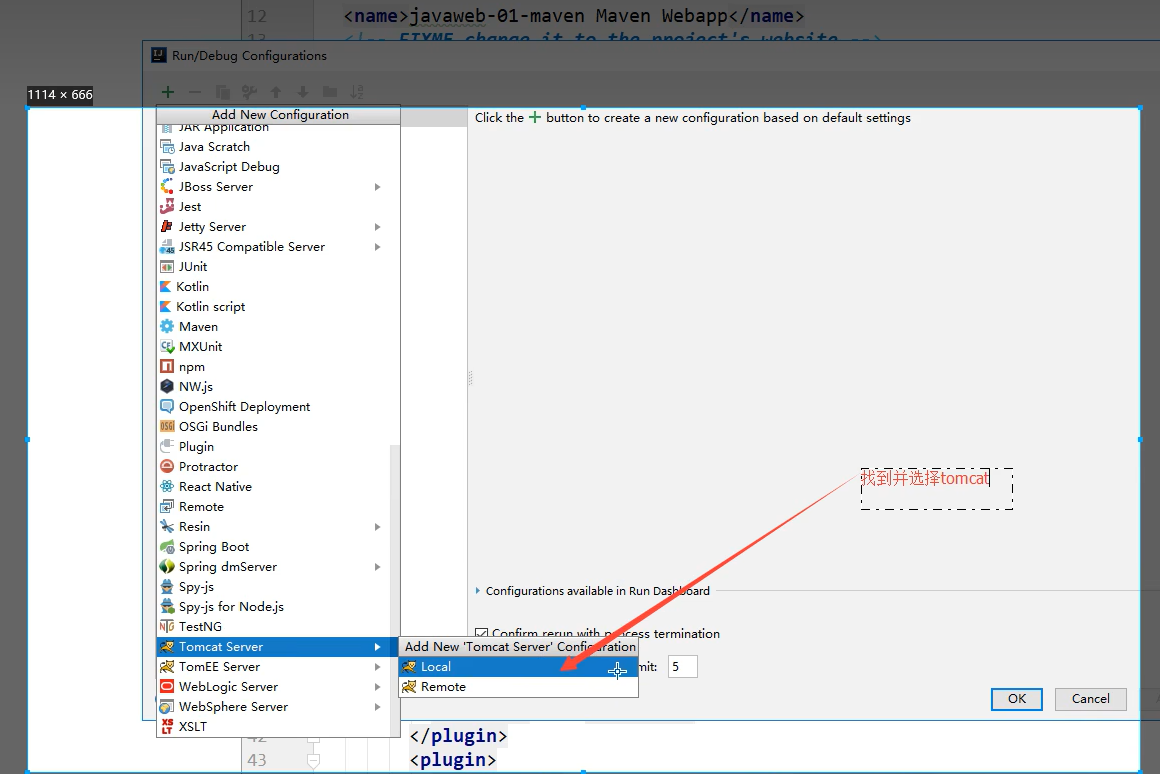 12
<name>javaweb-01-maven Maven Webapp</name>
13
<!-- FIXME change it to the project's website -->
Run/Debug Configurations
1114 × 666
Add New Configuration
Click the + button to create a new configuration based on default settings
JAR Application
Java Scratch
JavaScript Debug
JBoss Server
Jest
Jetty Server
JSR45 Compatible Server
JUnit
Kotlin
Kotlin script
Maven
MXUnit
npm
NW.js
OpenShift Deployment
OSGi Bundles
Plugin
Protractor
找到并选择tomcat
React Native
Remote
Resin
Spring Boot
Spring dmServer
Spy-js
Configurations available in Run Dashboard
Spy-js for Node.js
TestNG
Confirm rerun with process termination
Tomcat Server
Add New 'Tomcat Server' Configuration
TomEE Server
Local
mit: 5
WebLogic Server
Remote
WebSphere Server
OK
Cancel
XSLT
42
</plugin>
43
<plugin>